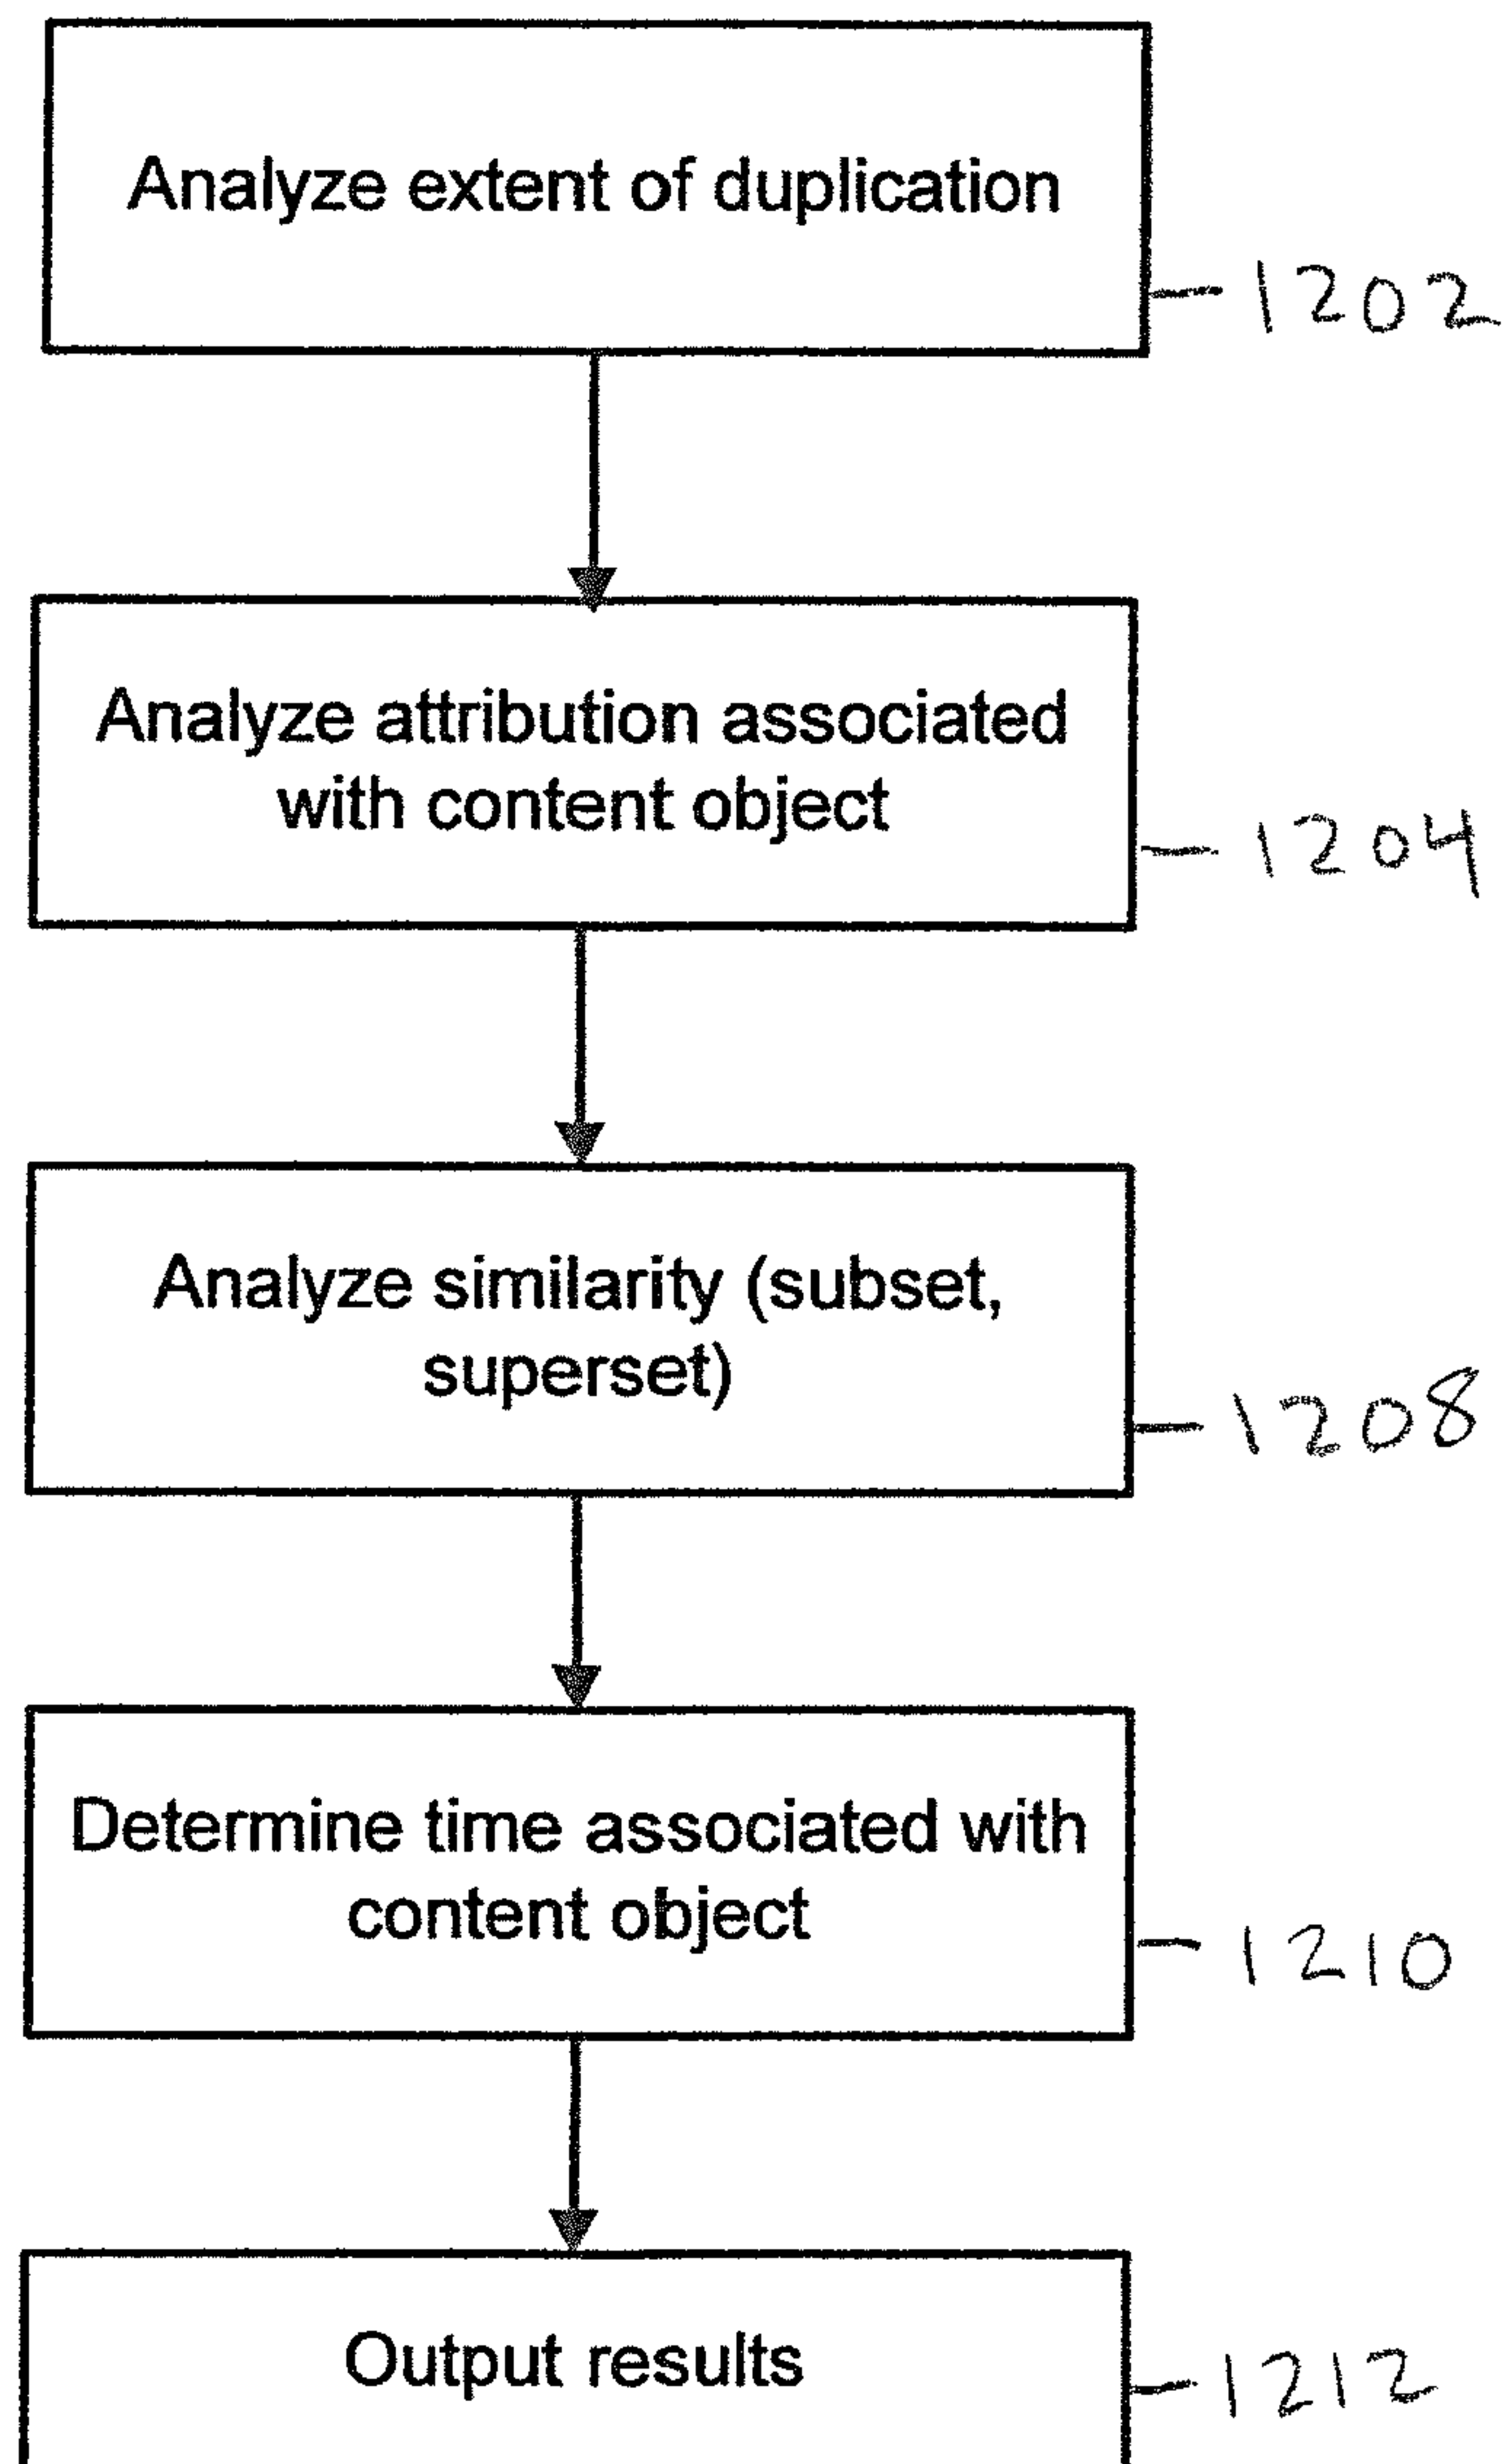 Analyze extent of duplication
1202
Analyze attribution associated
with content object
1204
Analyze similarity (subset,
superset)
1208
Determine time associated with
content object
1210
Output results
1212